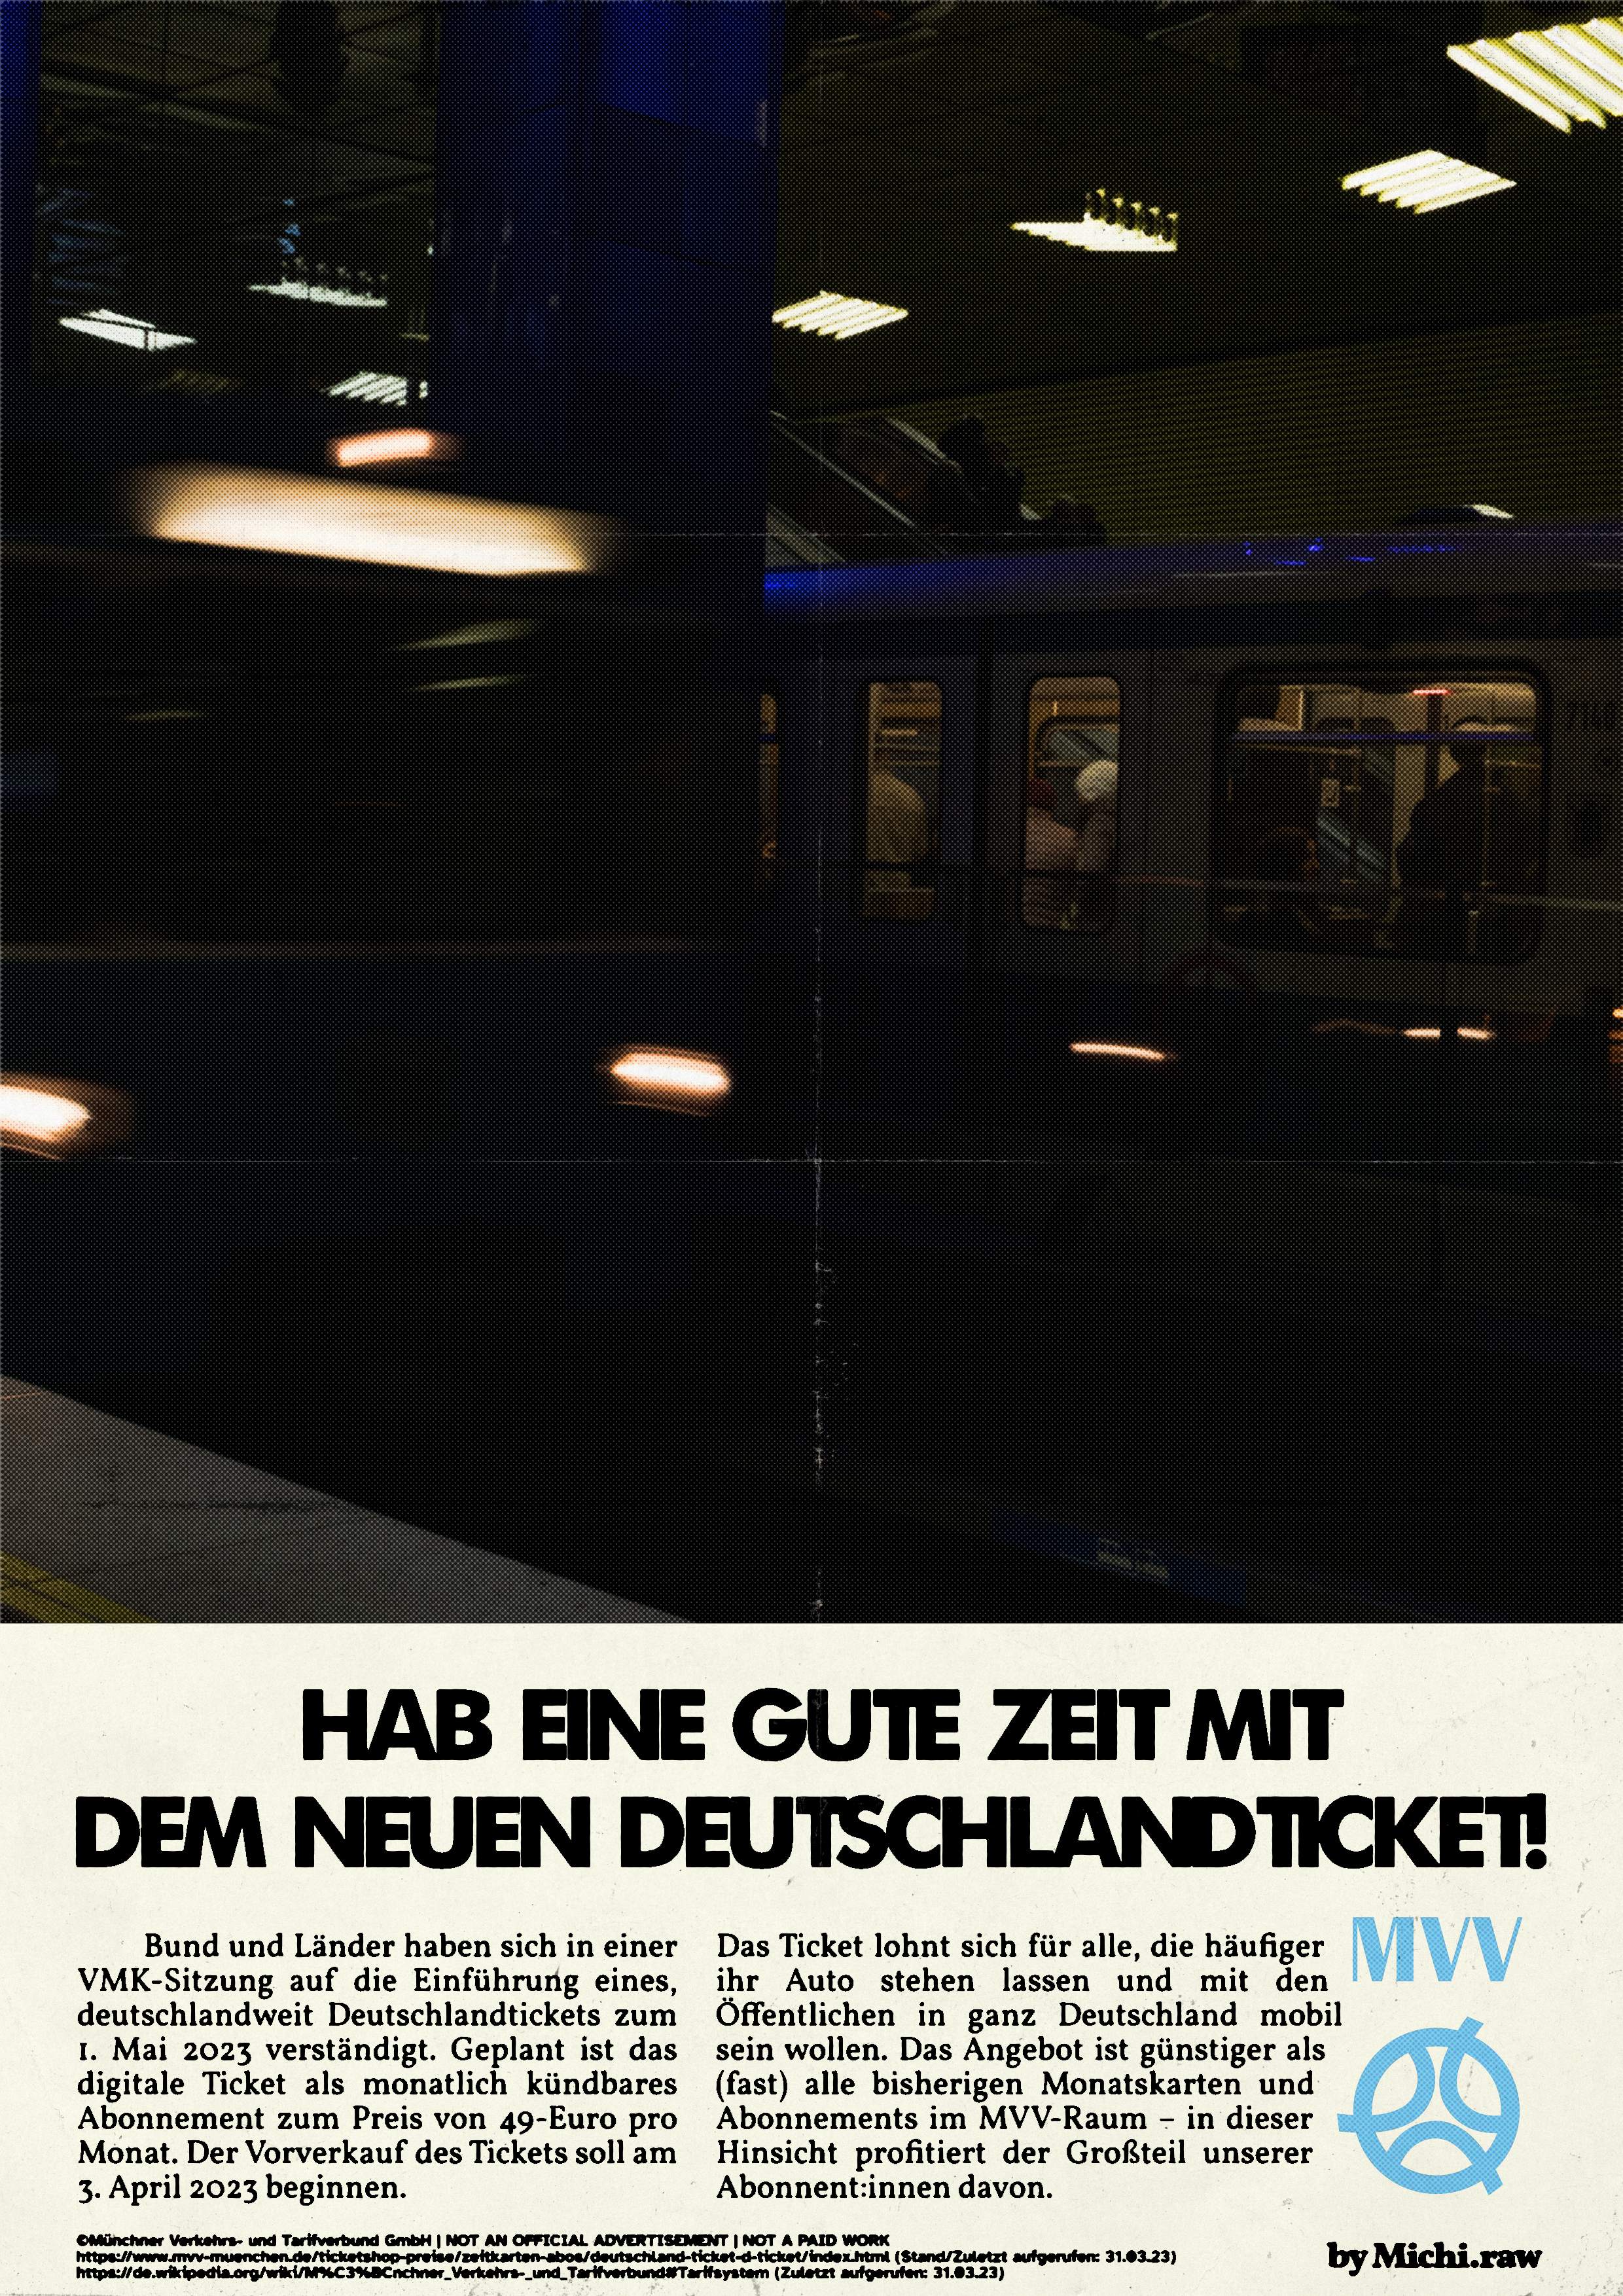 HAB EINE GUTE ZEIT MIT
DEM NEUEN DEUTSCHLANDTICKET!
Bund und Länder haben sich in einer
VMK-Sitzung auf die Einführung eines,
deutschlandweit Deutschlandtickets zum
1. Mai 2023 verständigt. Geplant ist das
digitale Ticket als monatlich kündbares
Abonnement zum Preis von 49-Euro pro
Monat. Der Vorverkauf des Tickets soll am
3. April 2023 beginnen.
Das Ticket lohnt sich für alle, die häufiger
ihr Auto stehen lassen und mit den
Öffentlichen in ganz Deutschland mobil
sein wollen. Das Angebot ist günstiger als
(fast) alle bisherigen Monatskarten und
Abonnements im MVV-Raum – in dieser
Hinsicht profitiert der Großteil unserer
Abonnent:innen davon.
MVV
©Münchner Verkehrs- und Tarifverbund GmbH | NOT AN OFFICIAL ADVERTISEMENT | NOT A PAID WORK
https://www.mvv-muenchen.de/ticketshop-preise/zeitkarten-abos/deutschland-ticket-d-ticket/index.html (Stand/Zuletzt aufgerufen: 31.03.23)
https://de.wikipedia.org/wiki/M%C3%BCnchner_Verkehrs-_und_Tarifverbund#Tarifsystem (Zuletzt aufgerufen: 31.03.23)
by Michi.raw